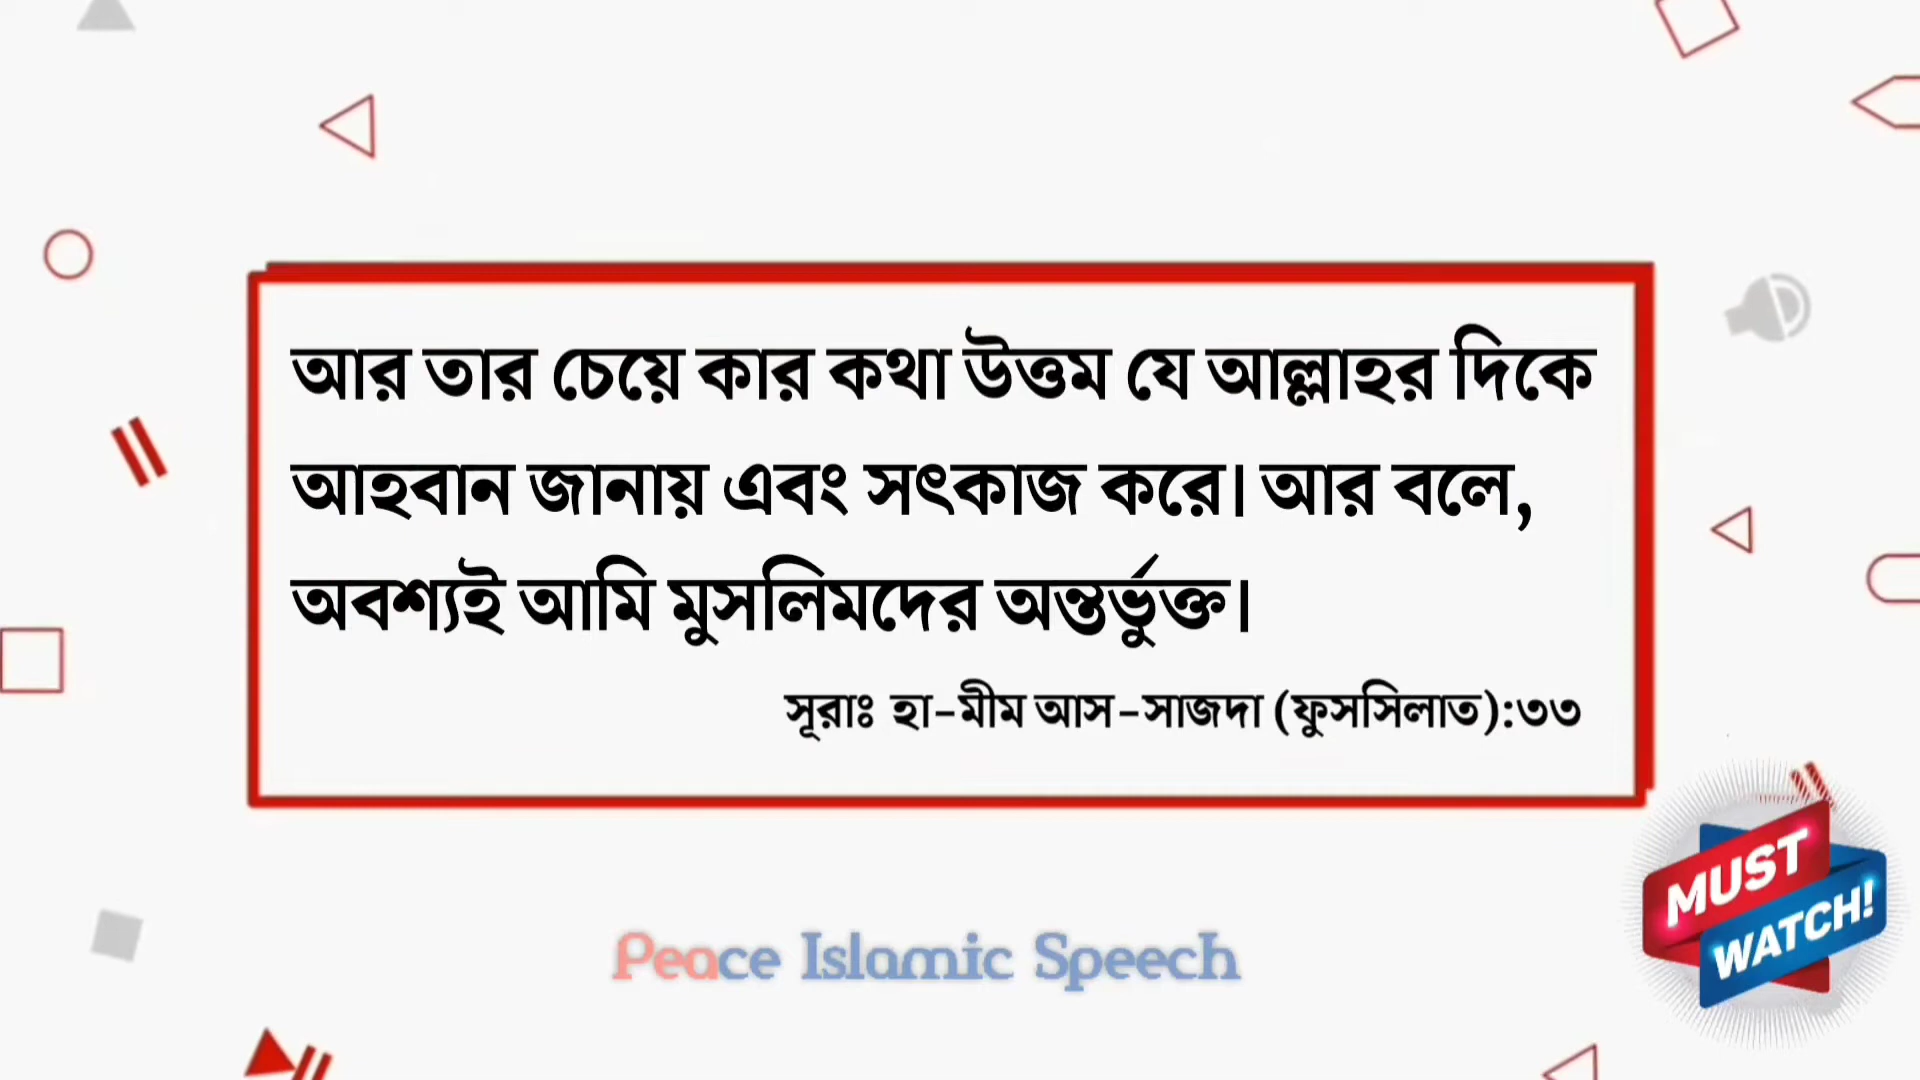 আর তার চেয়ে কার কথা উত্তম যে আল্লাহর দিকে
আহবান জানায় এবং সৎকাজ করে। আর বলে,
অবশ্যই আমি মুসলিমদের অন্তর্ভুক্ত।
সূরাঃ হা-মীম আস-সাজদা (ফুসসিলাত):৩৩
MUST
WATCH!
Peace Islamic Speech